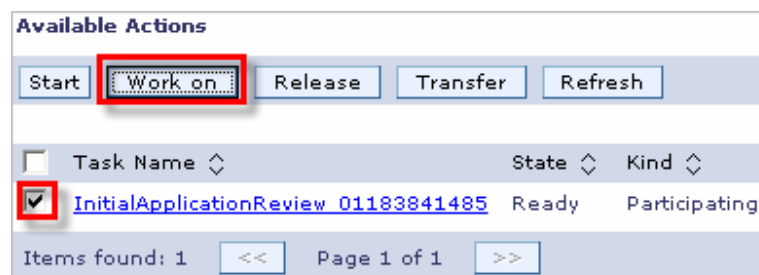 Available Actions
Start Work on Release Transfer Refresh
Task Name State Kind
InitialApplicationReview_01183841485 Ready Participating
Items found: 1 << Page 1 of 1 >>